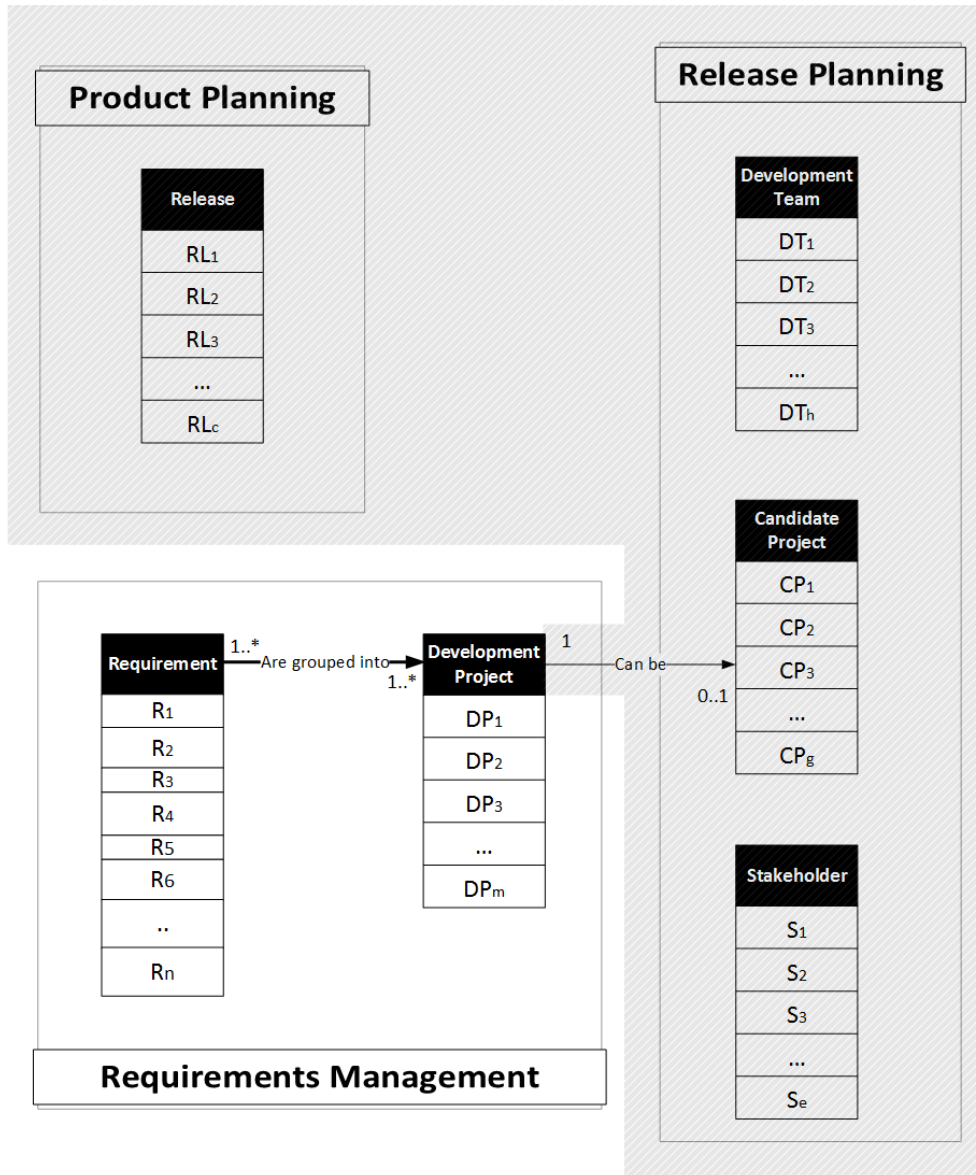 Product Planning
Release
RL1
RL2
RL3
...
RLc
Release Planning
Development
Team
DT1
DT2
DT3
...
DTh
Candidate
Project
CP1
CP2
CP3
...
CPg
Stakeholder
S1
S2
S3
...
Se
Requirement
R1
R2
R3
R4
R5
R6
..
Rn
1..*
Are grouped into
1..*
Development
Project
DP1
DP2
DP3
...
DPm
1
Can be
0..1
Requirements Management